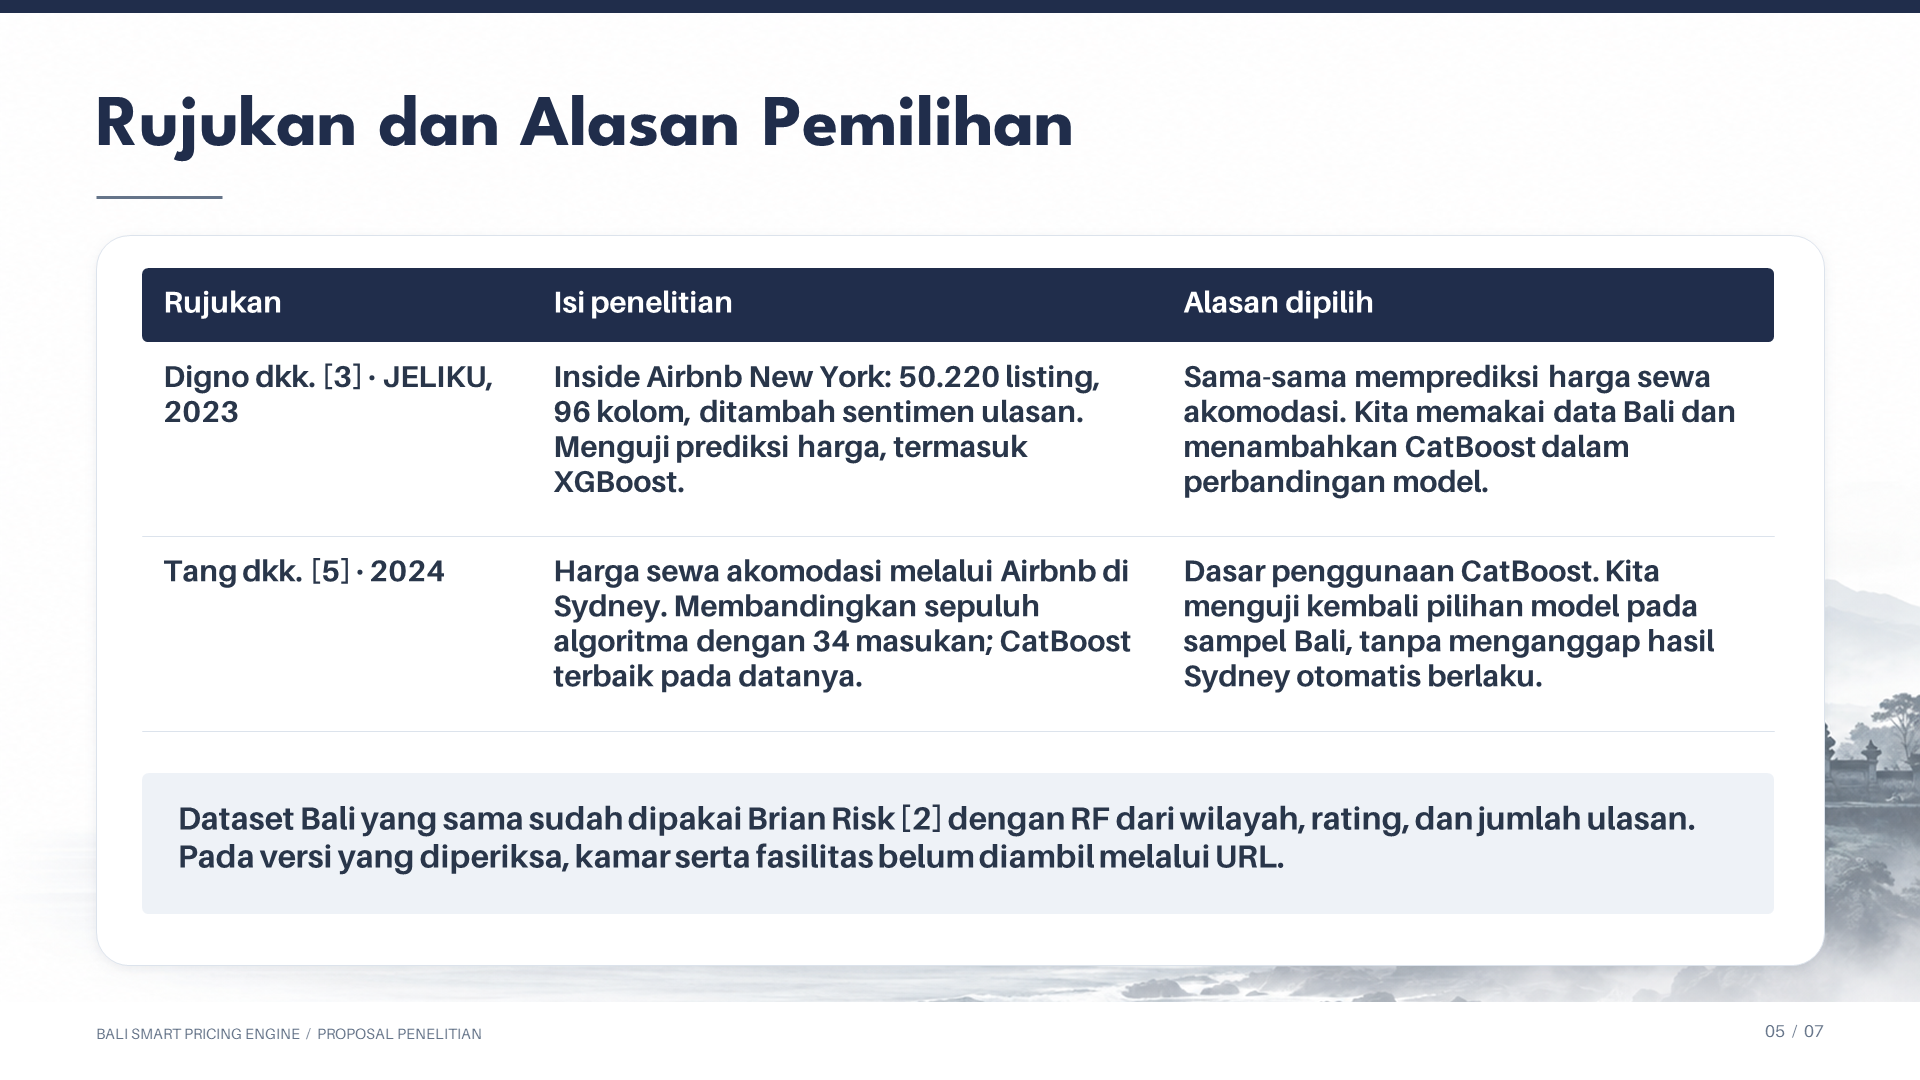 Rujukan dan Alasan Pemilihan
Rujukan
Isi penelitian
Alasan dipilih
Digno dkk. [3] · JELIKU,
2023
Inside Airbnb New York: 50.220 listing,
96 kolom, ditambah sentimen ulasan.
Menguji prediksi harga, termasuk
XGBoost.
Sama-sama memprediksi harga sewa
akomodasi. Kita memakai data Bali dan
menambahkan CatBoost dalam
perbandingan model.
Tang dkk. [5] · 2024
Harga sewa akomodasi melalui Airbnb di
Sydney. Membandingkan sepuluh
algoritma dengan 34 masukan; CatBoost
terbaik pada datanya.
Dasar penggunaan CatBoost. Kita
menguji kembali pilihan model pada
sampel Bali, tanpa menganggap hasil
Sydney otomatis berlaku.
Dataset Bali yang sama sudah dipakai Brian Risk [2] dengan RF dari wilayah, rating, dan jumlah ulasan.
Pada versi yang diperiksa, kamar serta fasilitas belum diambil melalui URL.
BALI SMART PRICING ENGINE / PROPOSAL PENELITIAN
05 / 07